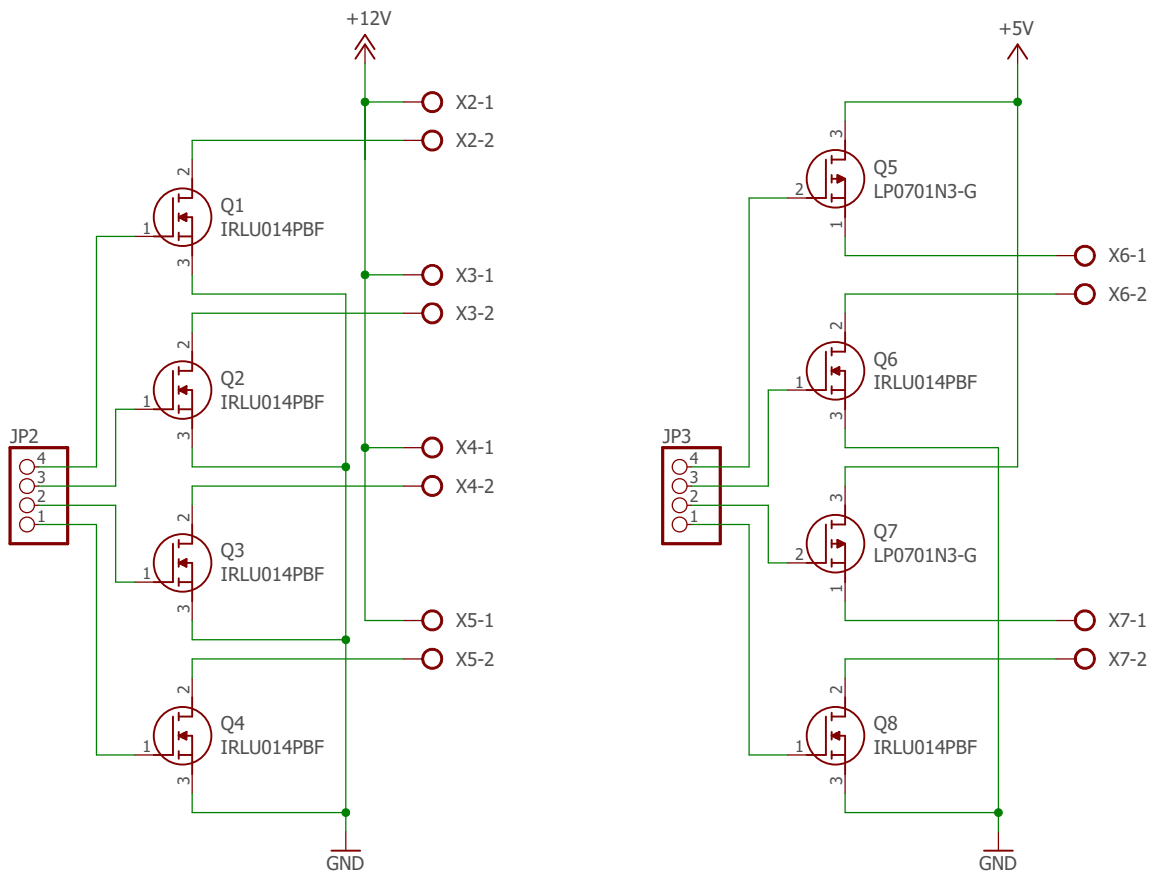 +12V
X2-1
X2-2
2
Q1
IRLU014PBF
1
3
X3-1
X3-2
2
Q2
IRLU014PBF
1
3
JP2
4
3
2
1
X4-1
X4-2
2
Q3
IRLU014PBF
1
3
X5-1
X5-2
2
Q4
IRLU014PBF
1
3
GND
+5V
3
Q5
LP0701N3-G
2
1
X6-1
X6-2
2
Q6
IRLU014PBF
1
3
JP3
4
3
2
1
3
Q7
LP0701N3-G
2
1
X7-1
X7-2
2
Q8
IRLU014PBF
1
3
GND